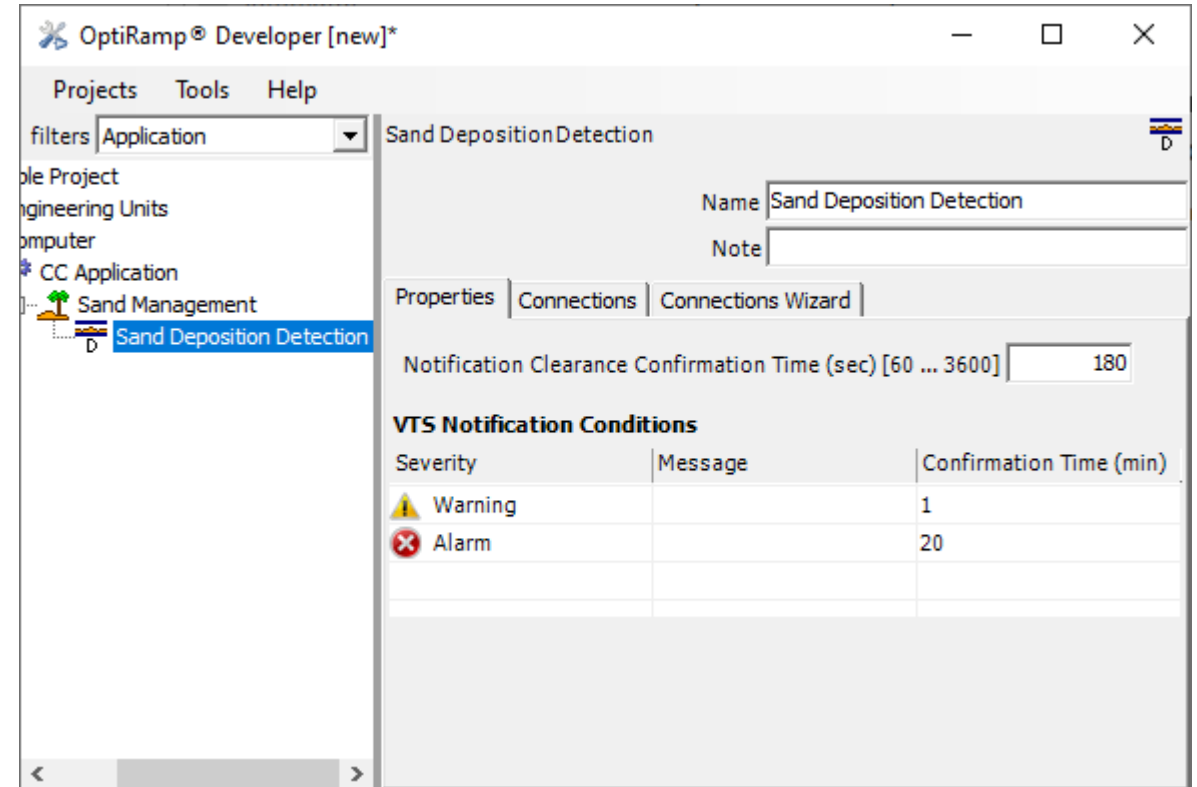 OptiRamp® Developer [new]*
Projects Tools Help
filters Application
ole Project
ngineering Units
omputer
CC Application
Sand Management
D Sand Deposition Detection
Sand Deposition Detection
D
Name Sand Deposition Detection
Note
Properties Connections Connections Wizard
Notification Clearance Confirmation Time (sec) [60 ... 3600] 180
VTS Notification Conditions
Severity Message Confirmation Time (min)
Warning 1
Alarm 20